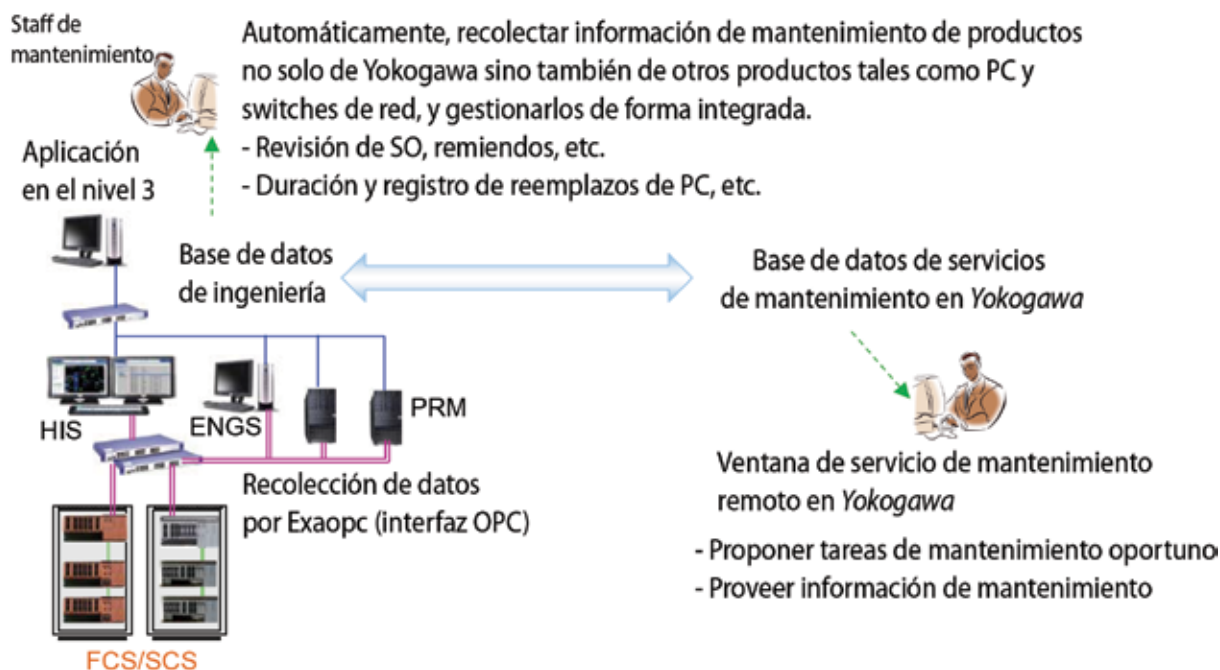 Staff de
mantenimiento
Automáticamente, recolectar información de mantenimiento de productos
no solo de Yokogawa sino también de otros productos tales como PC y
switches de red, y gestionarlos de forma integrada.
- Revisión de SO, remiendos, etc.
- Duración y registro de reemplazos de PC, etc.
Aplicación
en el nivel 3
Base de datos
de ingeniería
Base de datos de servicios
de mantenimiento en Yokogawa
HIS
ENGS
PRM
Recolección de datos
por Exaopc (interfaz OPC)
Ventana de servicio de mantenimiento
remoto en Yokogawa
- Proponer tareas de mantenimiento oportuno
- Proveer información de mantenimiento
FCS/SCS